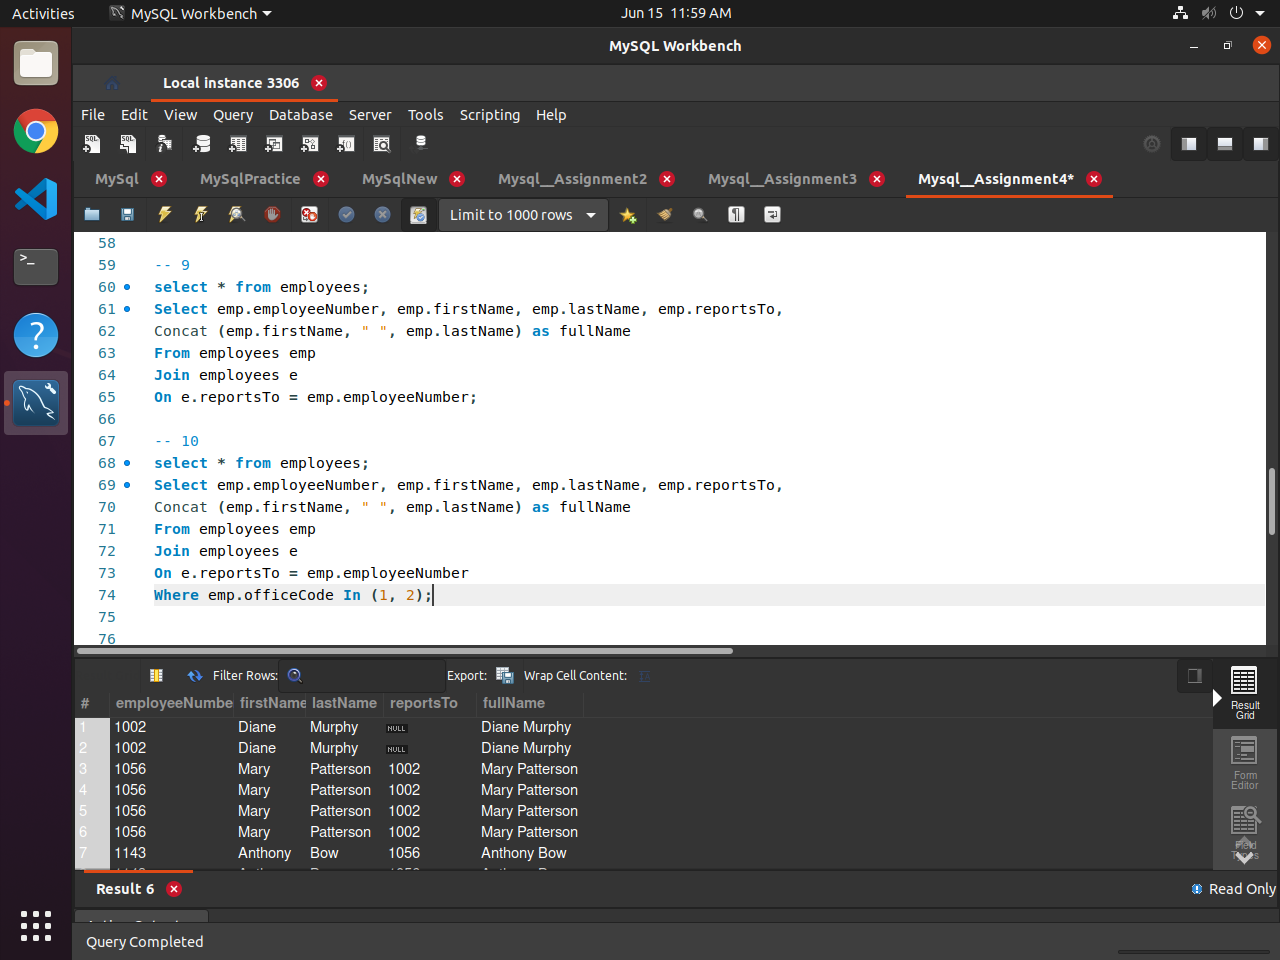 Activities MySQL Workbench Jun 15 11:59 AM
MySQL Workbench
Local instance 3306
File Edit View Query Database Server Tools Scripting Help
MySql MySqlPractice MySqlNew Mysql__Assignment2 Mysql__Assignment3 Mysql__Assignment4*
Limit to 1000 rows
58
59 -- 9
60 select * from employees;
61 Select emp.employeeNumber, emp.firstName, emp.lastName, emp.reportsTo,
62 Concat (emp.firstName, " ", emp.lastName) as fullName
63 From employees emp
64 Join employees e
65 On e.reportsTo = emp.employeeNumber;
66
67 -- 10
68 select * from employees;
69 Select emp.employeeNumber, emp.firstName, emp.lastName, emp.reportsTo,
70 Concat (emp.firstName, " ", emp.lastName) as fullName
71 From employees emp
72 Join employees e
73 On e.reportsTo = emp.employeeNumber
74 Where emp.officeCode In (1, 2);
75
76
Filter Rows: Export: Wrap Cell Content:
# employeeNumbe firstName lastName reportsTo fullName
1 1002 Diane Murphy NULL Diane Murphy
2 1002 Diane Murphy NULL Diane Murphy
3 1056 Mary Patterson 1002 Mary Patterson
4 1056 Mary Patterson 1002 Mary Patterson
5 1056 Mary Patterson 1002 Mary Patterson
6 1056 Mary Patterson 1002 Mary Patterson
7 1143 Anthony Bow 1056 Anthony Bow
Result
Grid
Form
Editor
Field
Types
Result 6 Read Only
Query Completed